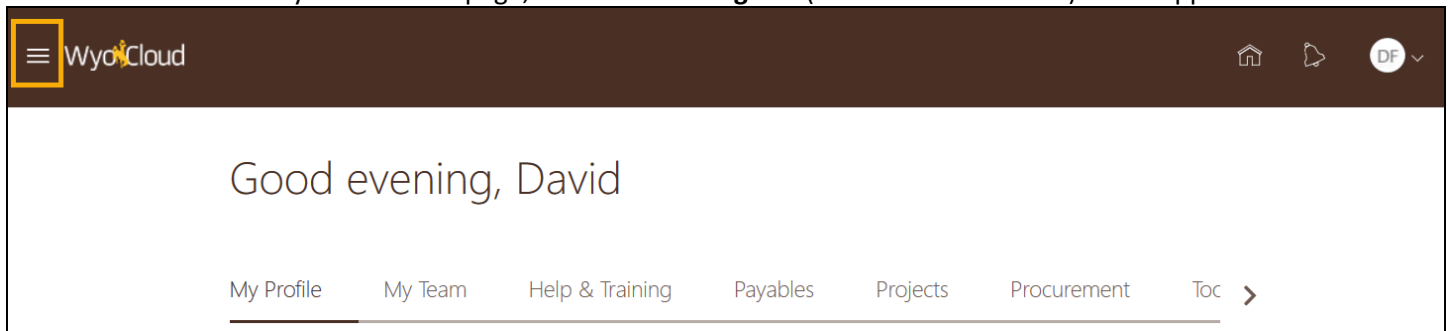 WyoCloud DF
Good evening, David
My Profile My Team Help & Training Payables Projects Procurement